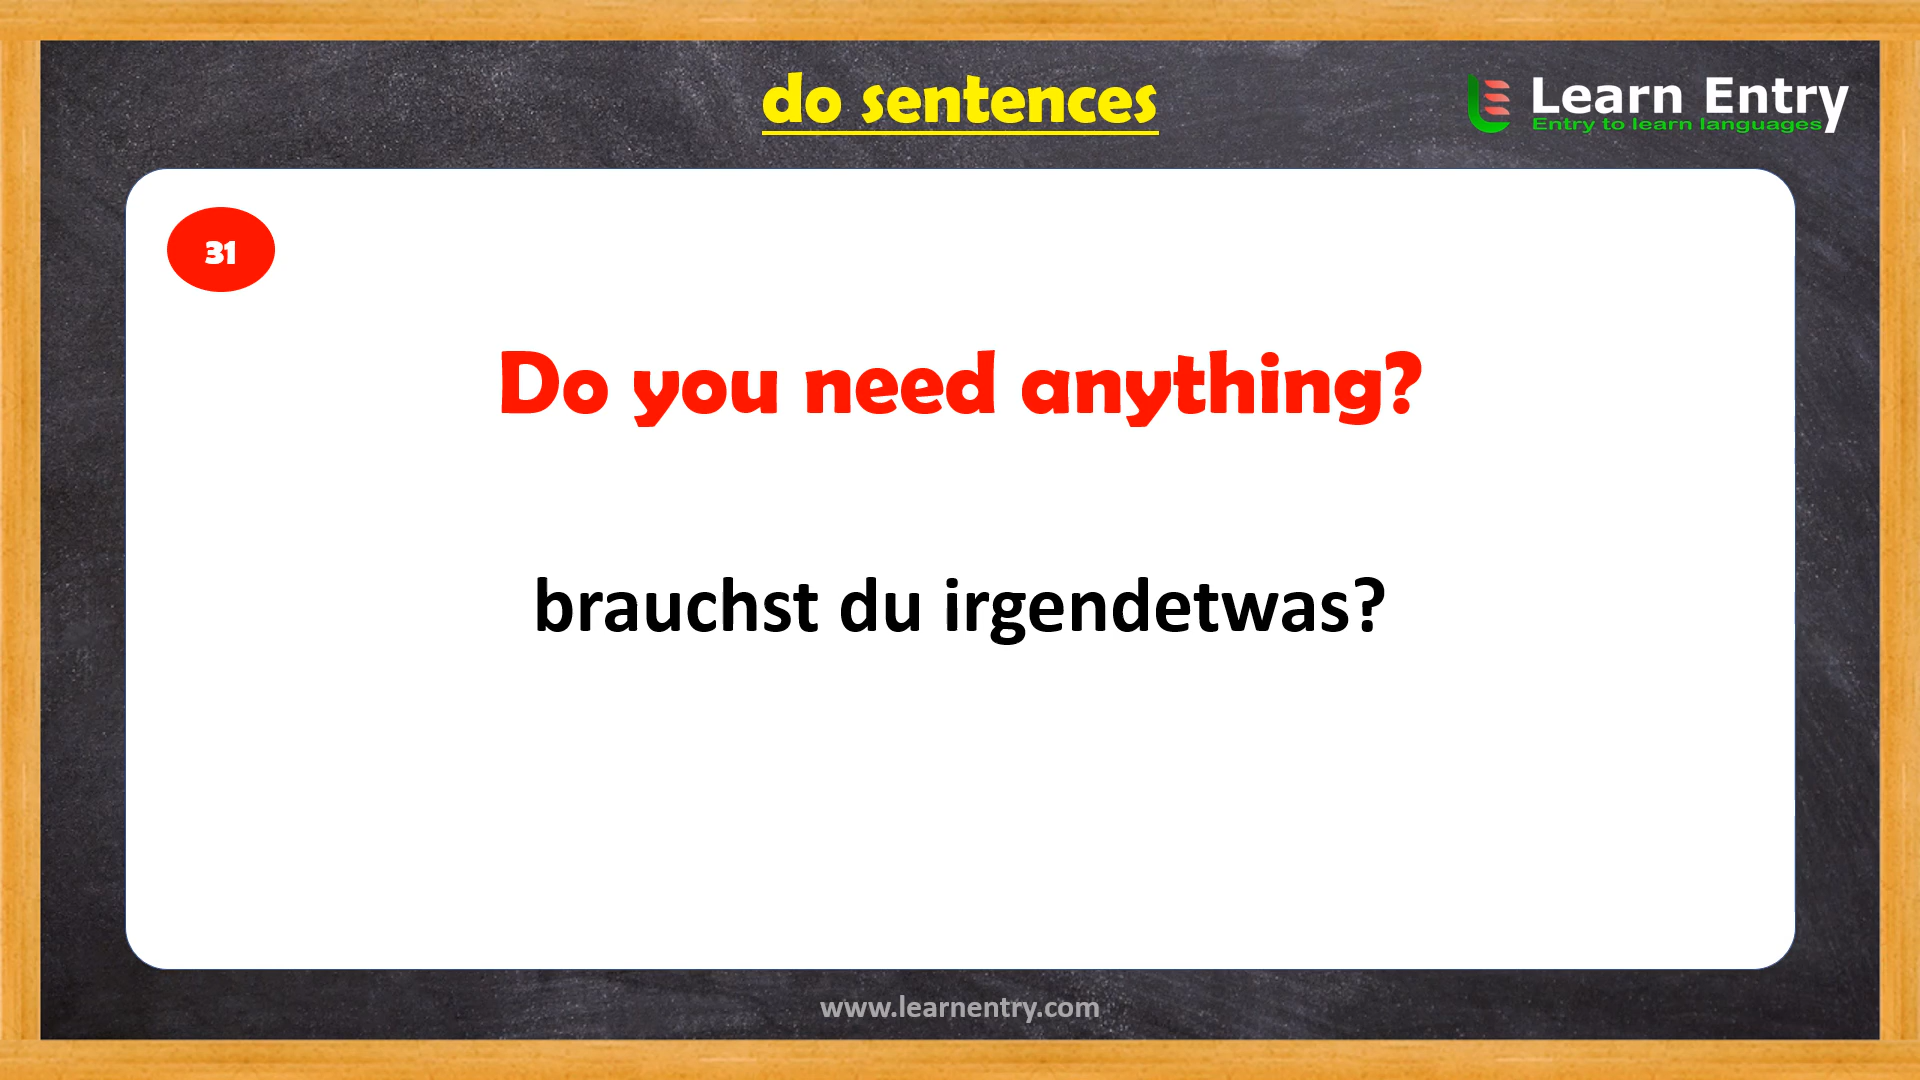 do sentences
Learn Entry
Entry to learn languages
31
Do you need anything?
brauchst du irgendetwas?
www.learnentry.com